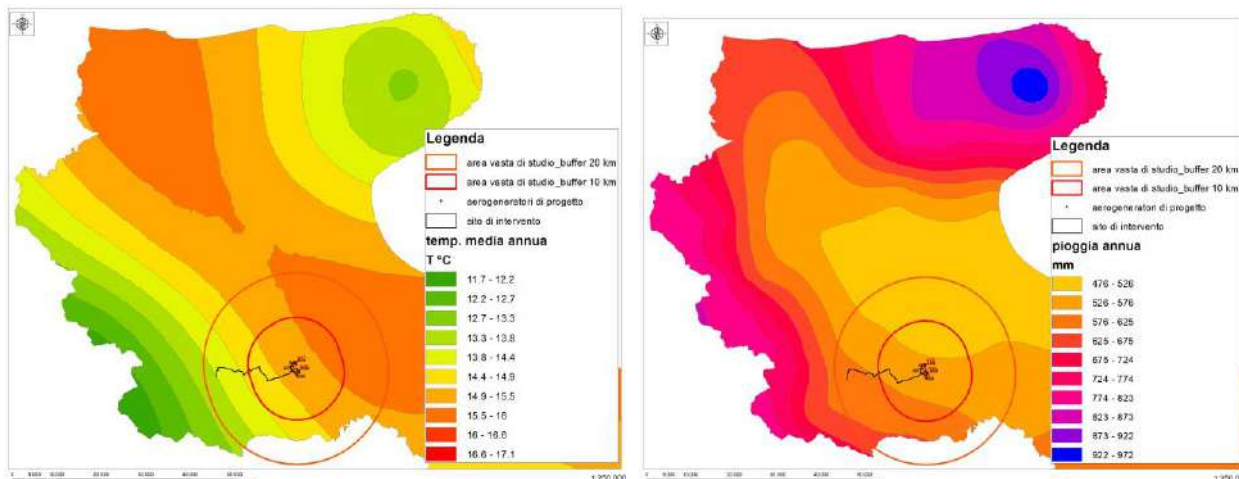 Legenda
area vasta di studio_buffer 20 km
area vasta di studio_buffer 10 km
aerogeneratori di progetto
sito di intervento
temp. media annua
T °C
11.7 - 12.2
12.2 - 12.7
12.7 - 13.3
13.3 - 13.8
13.8 - 14.4
14.4 - 14.9
14.9 - 15.5
15.5 - 16
16 - 16.6
16.6 - 17.1
Legenda
area vasta di studio_buffer 20 km
area vasta di studio_buffer 10 km
aerogeneratori di progetto
sito di intervento
pioggia annua
mm
476 - 526
526 - 576
576 - 625
625 - 675
675 - 724
724 - 774
774 - 823
823 - 873
873 - 922
922 - 972